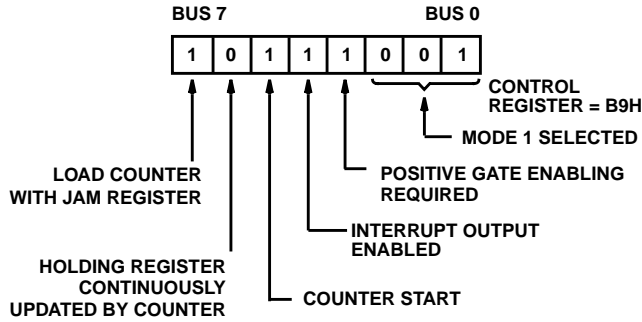 BUS 7
BUS 0
1 0 1 1 1 0 0 1
CONTROL
REGISTER = B9H
MODE 1 SELECTED
LOAD COUNTER
WITH JAM REGISTER
POSITIVE GATE ENABLING
REQUIRED
INTERRUPT OUTPUT
ENABLED
HOLDING REGISTER
CONTINUOUSLY
UPDATED BY COUNTER
COUNTER START